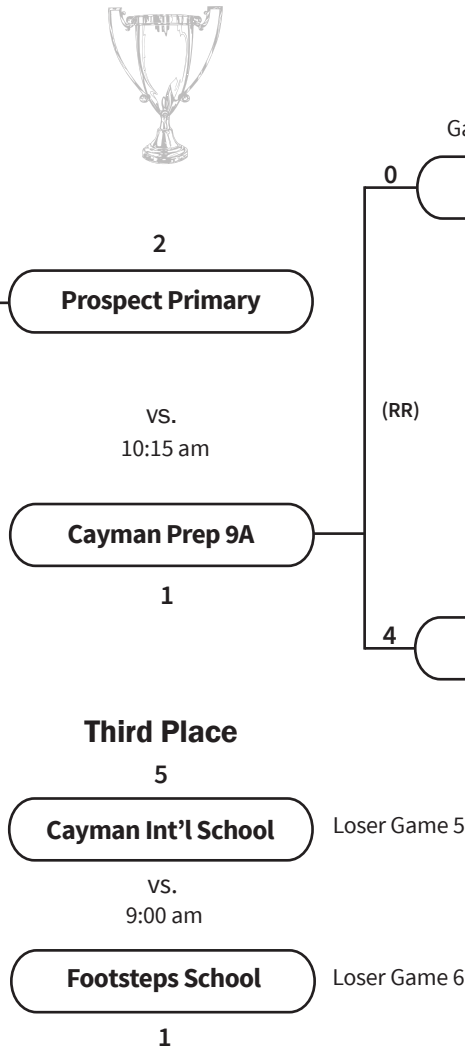 Ga
0
2
Prospect Primary
vs.
10:15 am
(RR)
Cayman Prep 9A
1
4
Third Place
5
Cayman Int’l School
Loser Game 5
vs.
9:00 am
Footsteps School
Loser Game 6
1